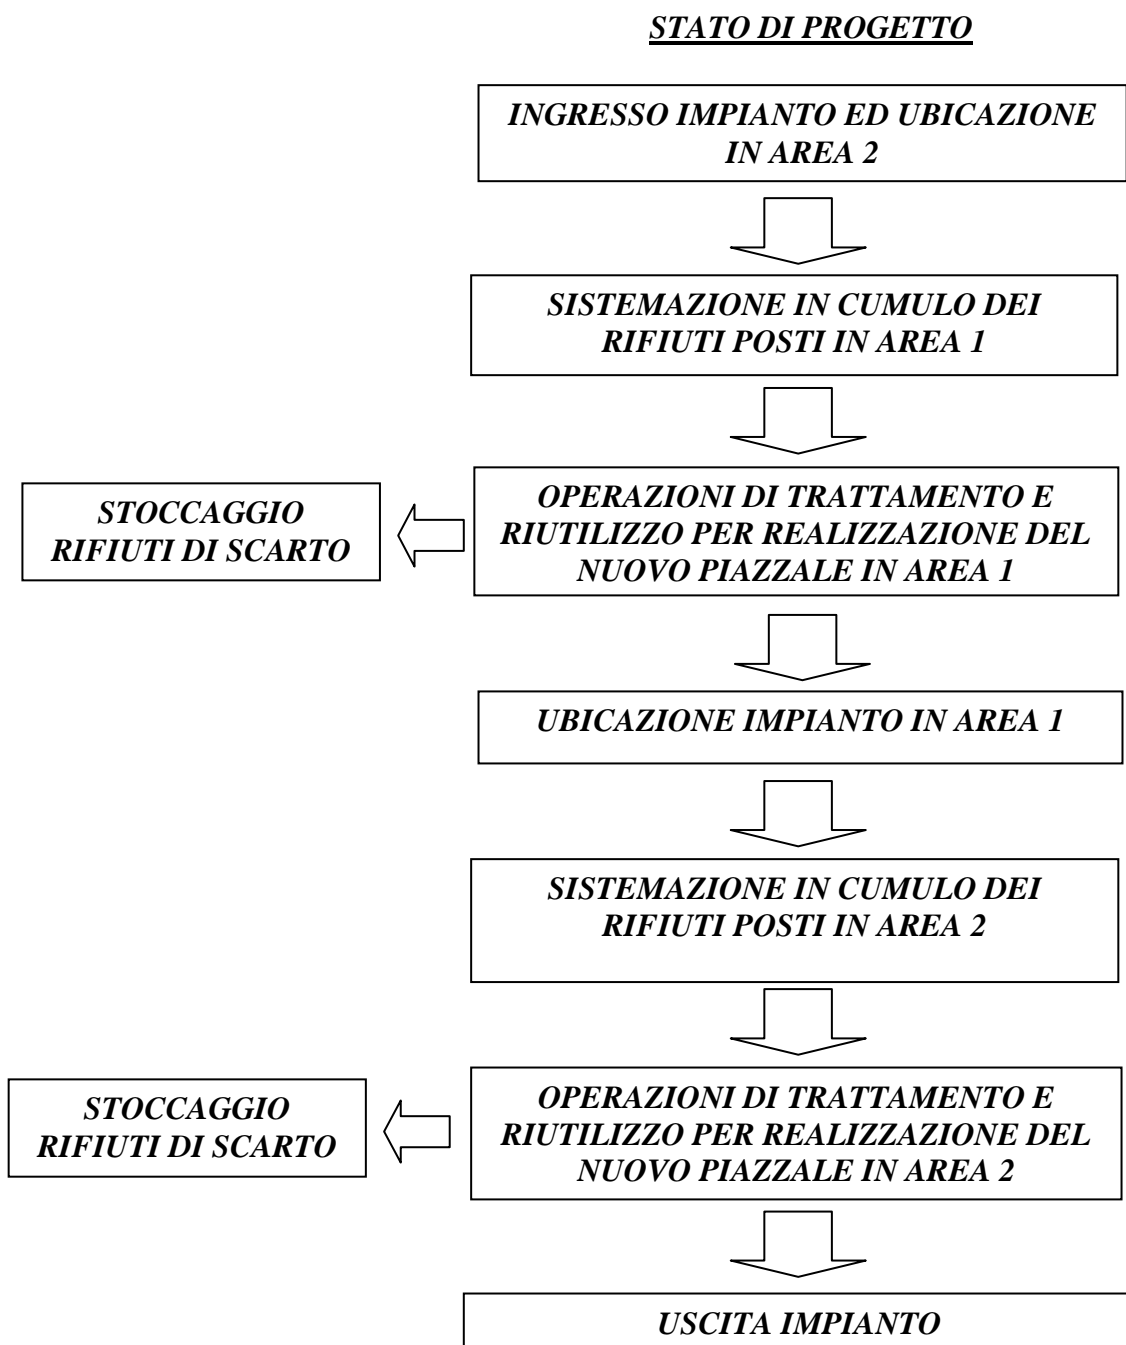 STATO DI PROGETTO
INGRESSO IMPIANTO ED UBICAZIONE
IN AREA 2
SISTEMAZIONE IN CUMULO DEI
RIFIUTI POSTI IN AREA 1
OPERAZIONI DI TRATTAMENTO E
RIUTILIZZO PER REALIZZAZIONE DEL
NUOVO PIAZZALE IN AREA 1
STOCCAGGIO
RIFIUTI DI SCARTO
UBICAZIONE IMPIANTO IN AREA 1
SISTEMAZIONE IN CUMULO DEI
RIFIUTI POSTI IN AREA 2
OPERAZIONI DI TRATTAMENTO E
RIUTILIZZO PER REALIZZAZIONE DEL
NUOVO PIAZZALE IN AREA 2
STOCCAGGIO
RIFIUTI DI SCARTO
USCITA IMPIANTO